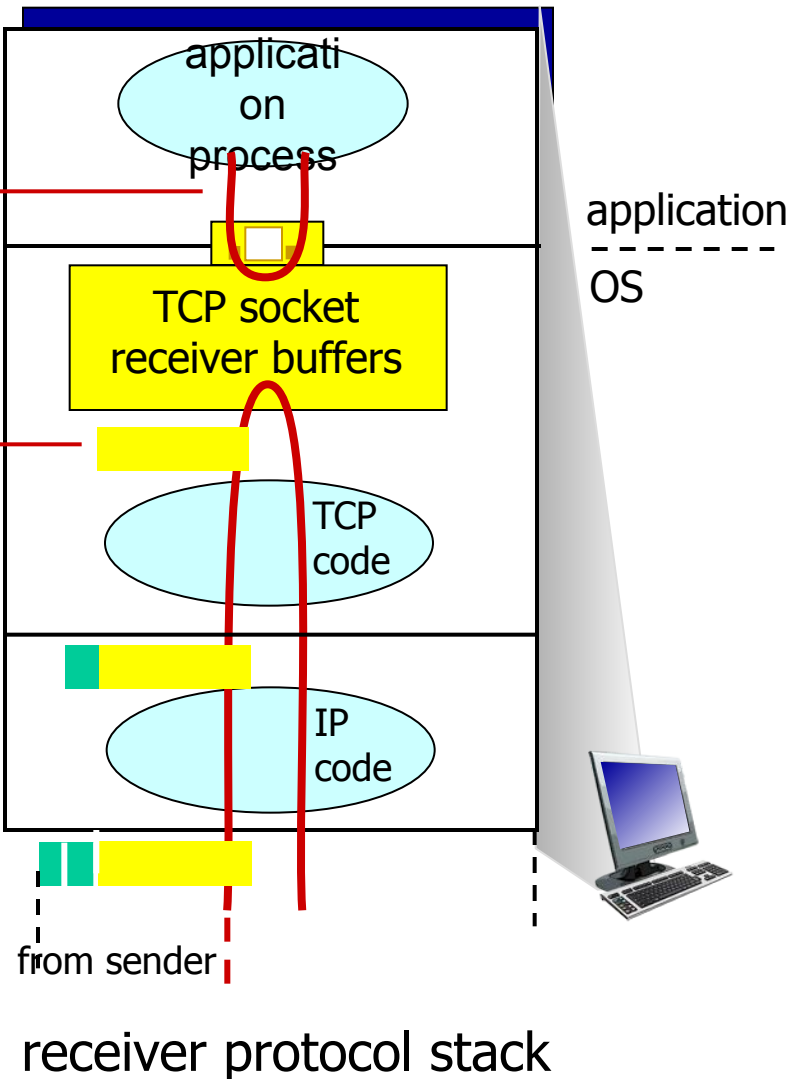 applicati
on
process
application
OS
TCP socket
receiver buffers
TCP
code
IP
code
from sender
receiver protocol stack